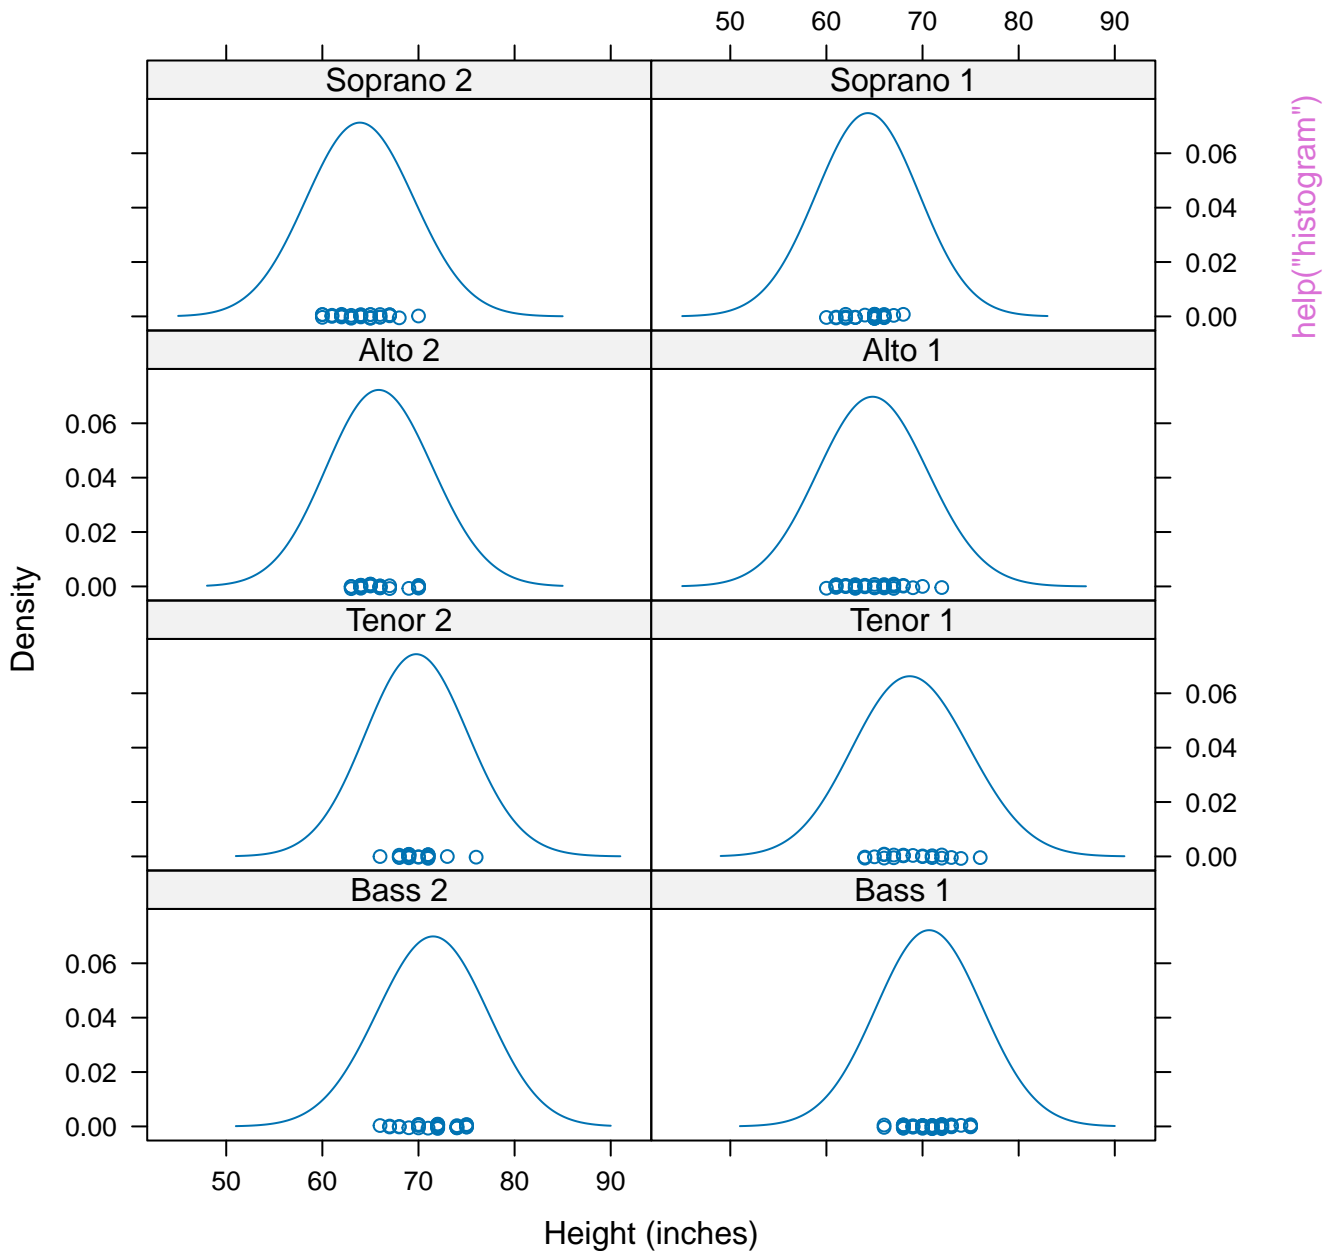 50 60 70 80 90
Soprano 2 Soprano 1
0.06
0.04
0.02
0.00
help("histogram")
Alto 2 Alto 1
0.06
0.04
0.02
0.00
Density
Tenor 2 Tenor 1
0.06
0.04
0.02
0.00
Bass 2 Bass 1
0.06
0.04
0.02
0.00
50 60 70 80 90
Height (inches)